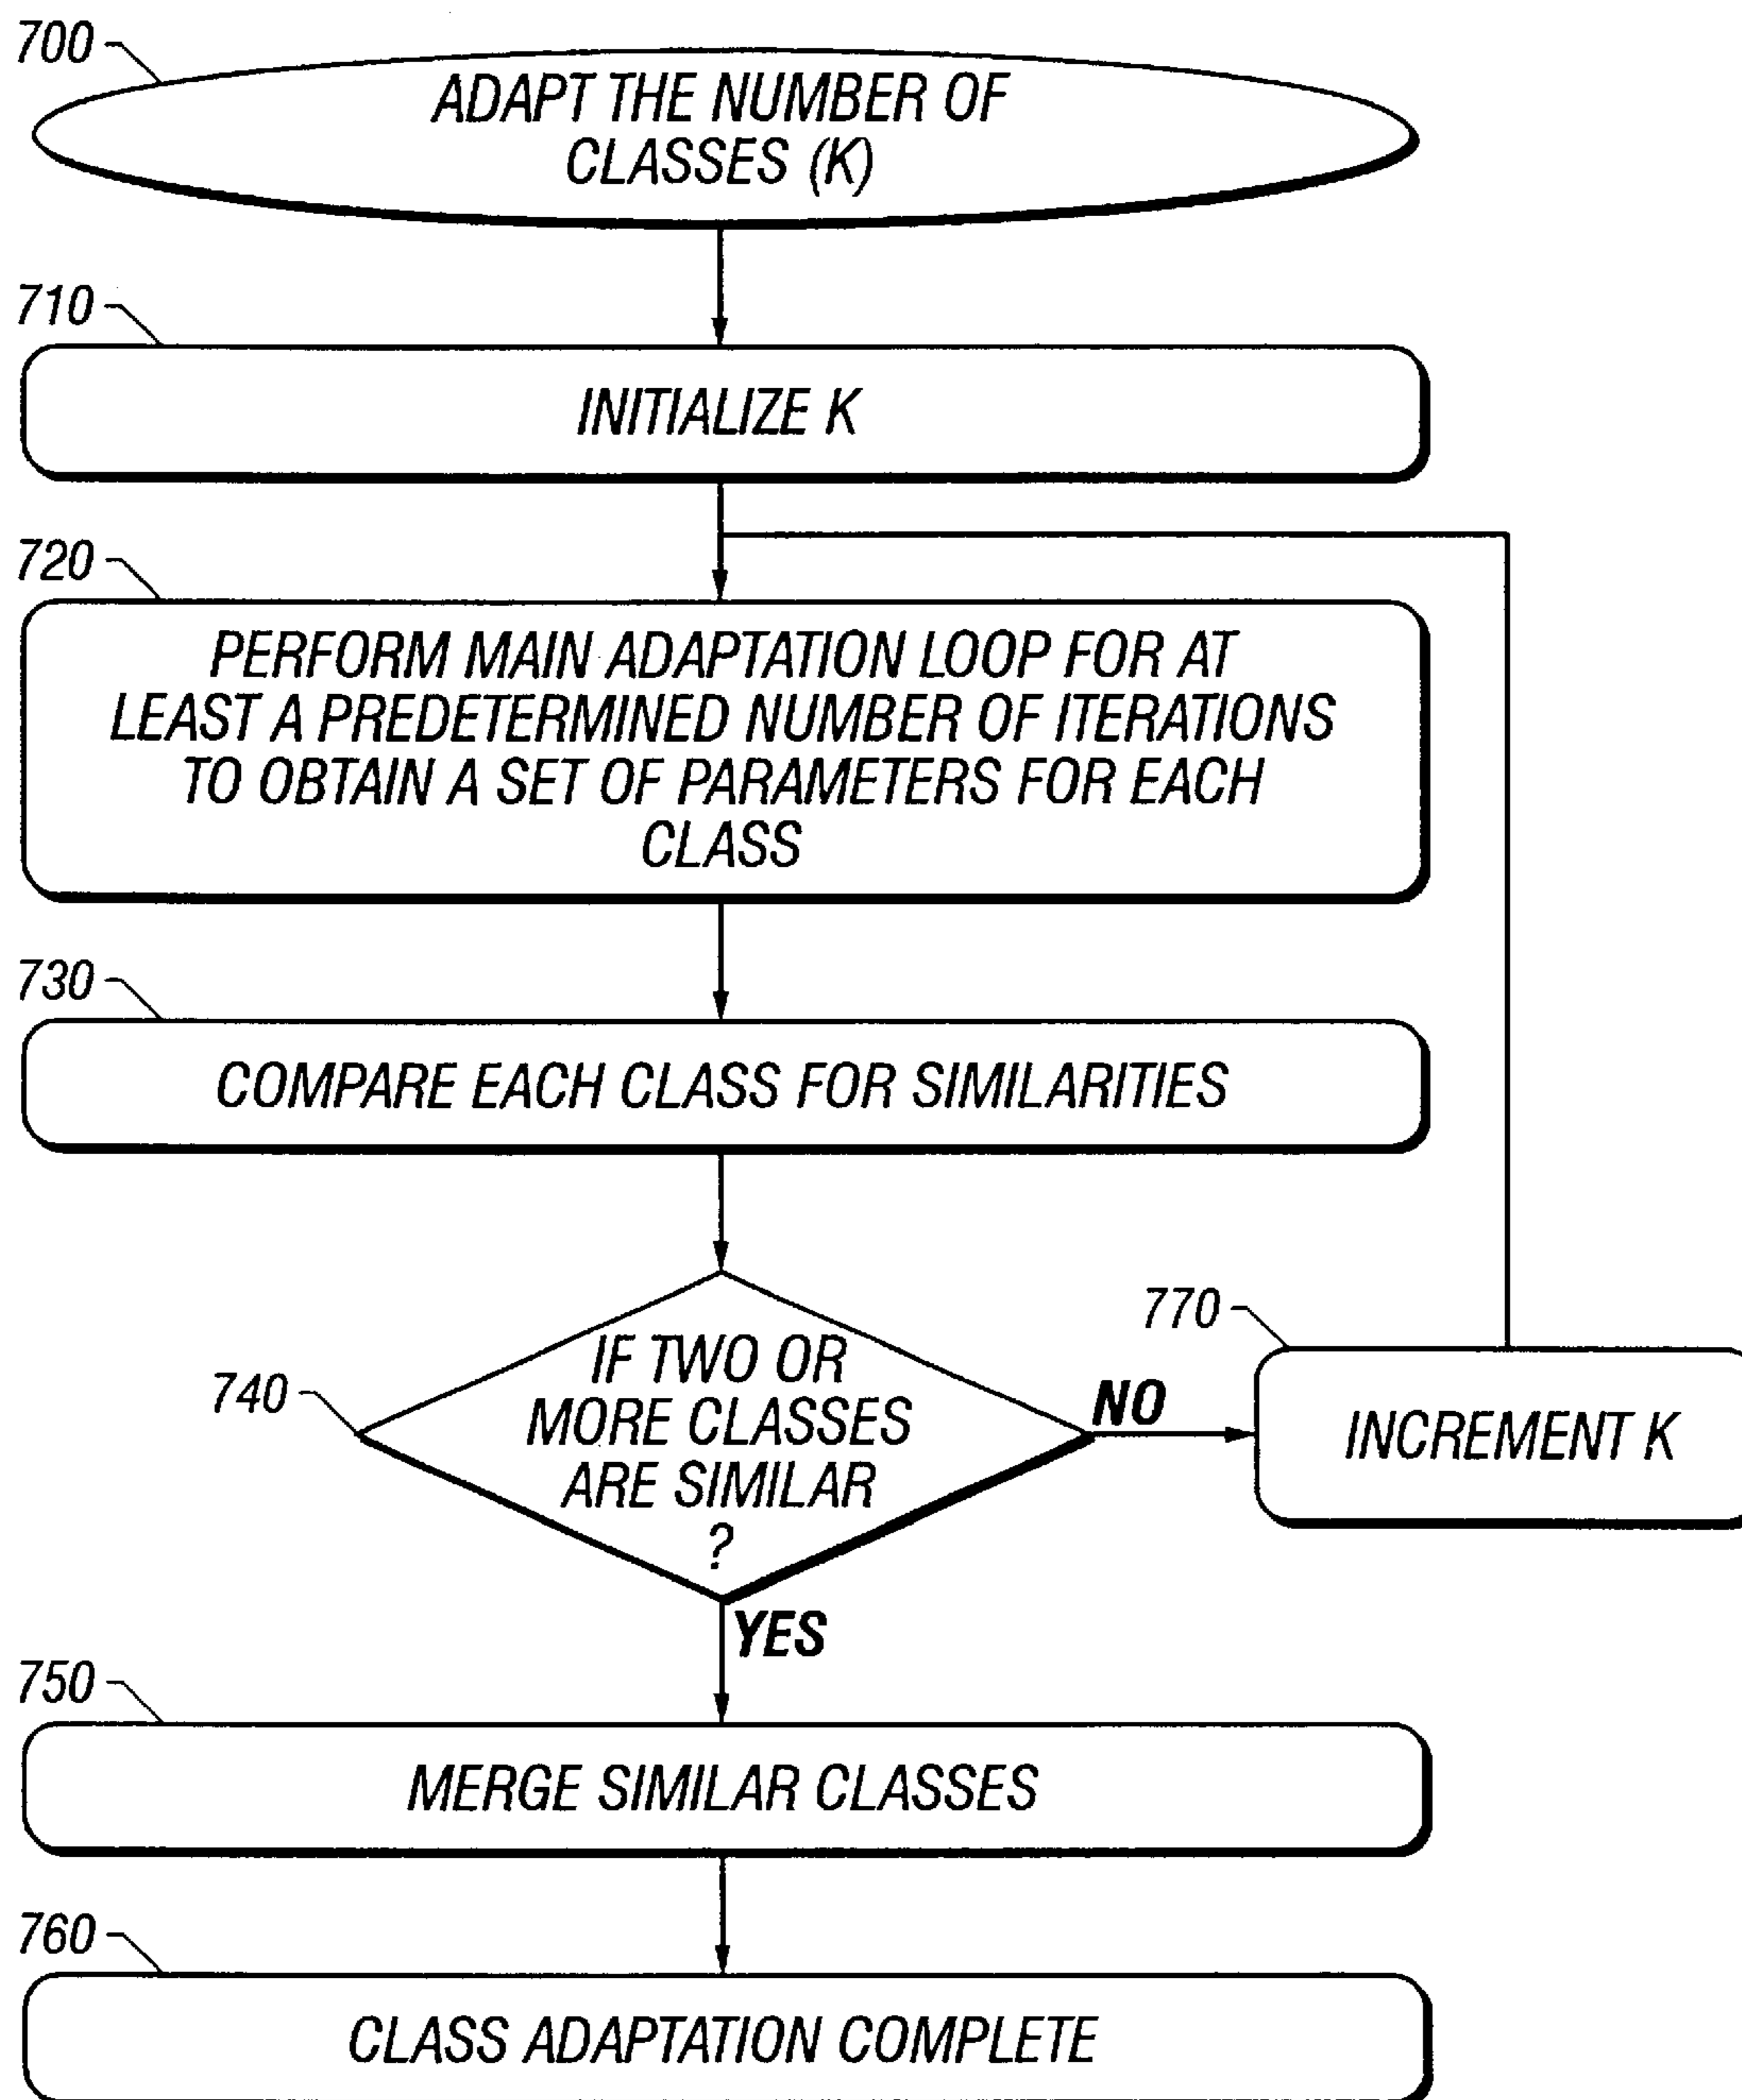 700
ADAPT THE NUMBER OF
CLASSES (K)
710
INITIALIZE K
720
PERFORM MAIN ADAPTATION LOOP FOR AT
LEAST A PREDETERMINED NUMBER OF ITERATIONS
TO OBTAIN A SET OF PARAMETERS FOR EACH
CLASS
730
COMPARE EACH CLASS FOR SIMILARITIES
740
IF TWO OR
MORE CLASSES
ARE SIMILAR
?
NO
770
INCREMENT K
YES
750
MERGE SIMILAR CLASSES
760
CLASS ADAPTATION COMPLETE